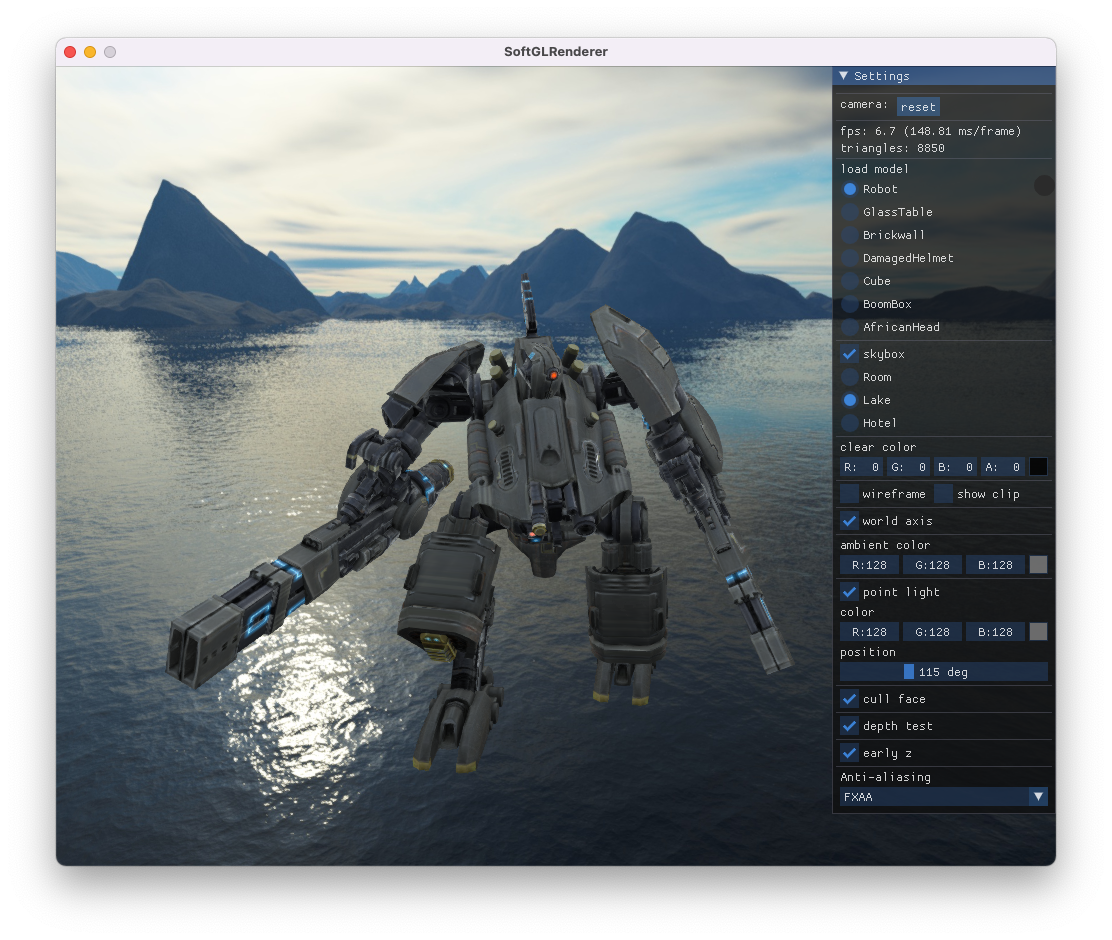 SoftGLRenderer
▼ Settings
camera: reset
fps: 6.7 (148.81 ms/frame)
triangles: 8850
load model
Robot
GlassTable
Brickwall
DamagedHelmet
Cube
BoomBox
AfricanHead
skybox
Room
Lake
Hotel
clear color
R: 0 G: 0 B: 0 A: 0
wireframe show clip
world axis
ambient color
R:128 G:128 B:128
point light
color
R:128 G:128 B:128
position
115 deg
cull face
depth test
early z
Anti-aliasing
FXAA